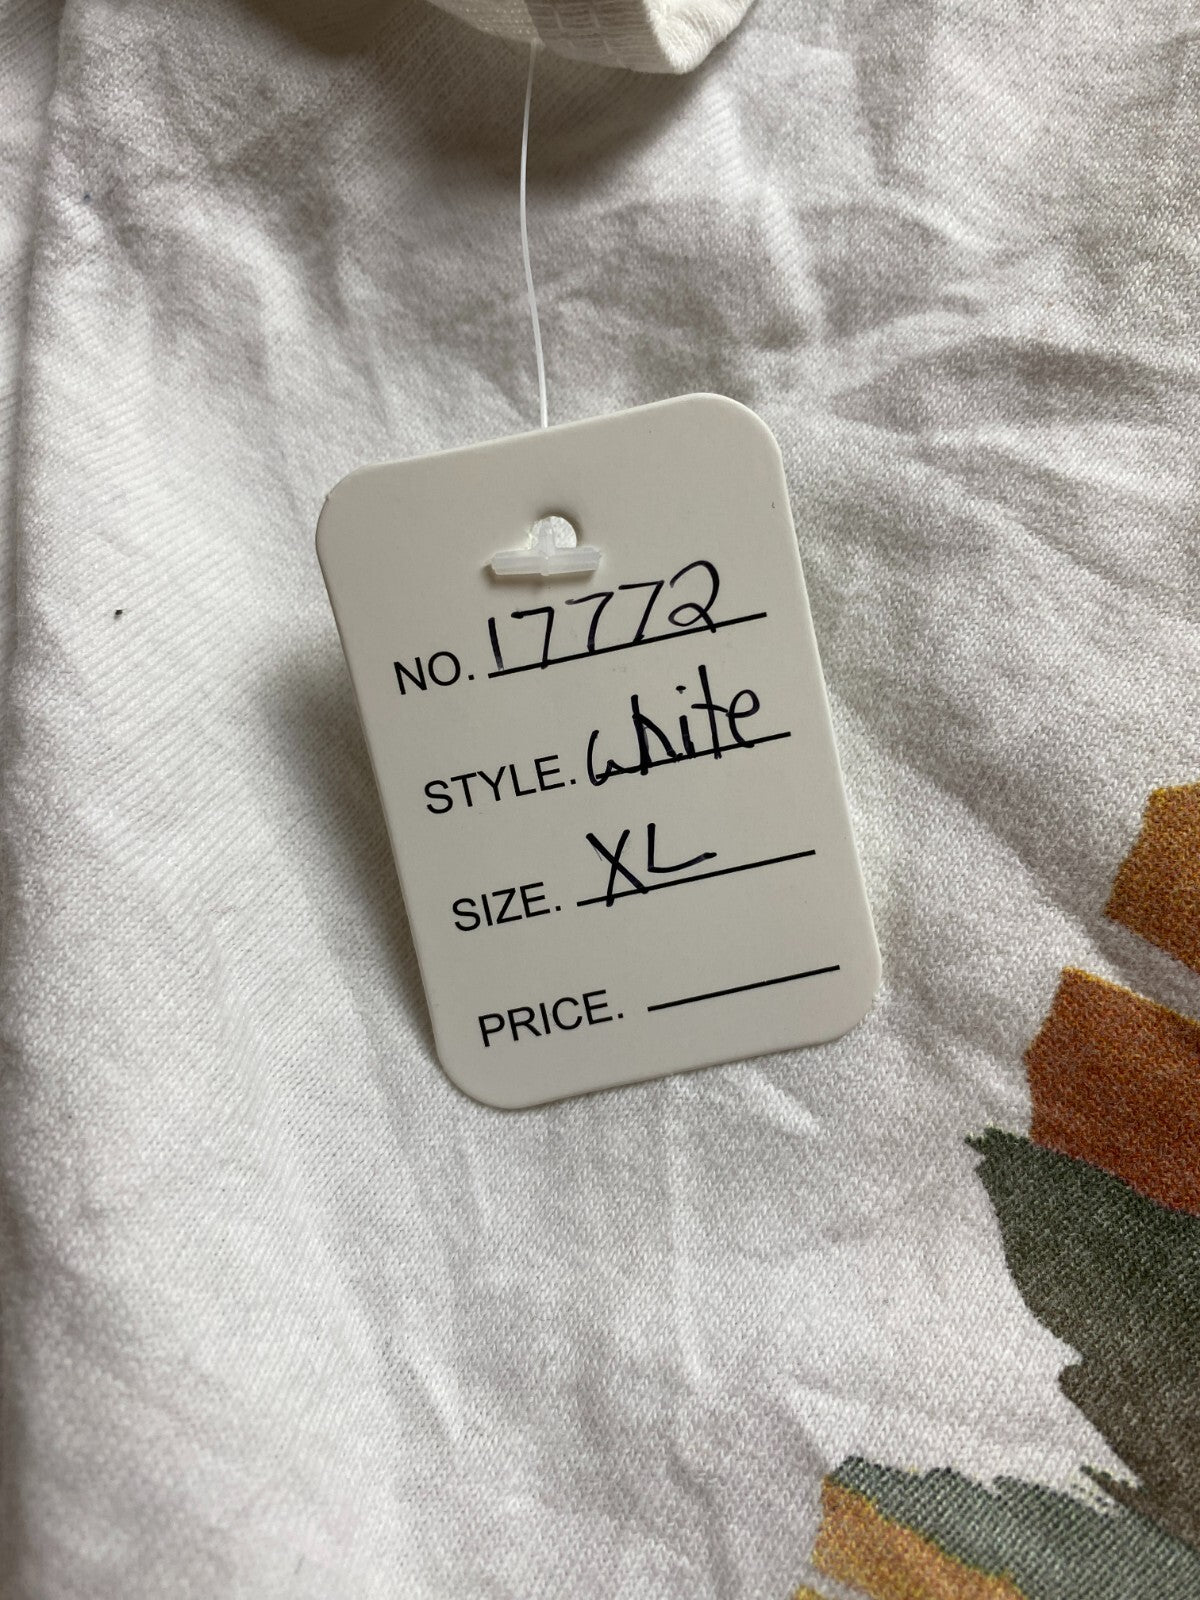 NO. 17772
STYLE. white
SIZE. XL
PRICE.